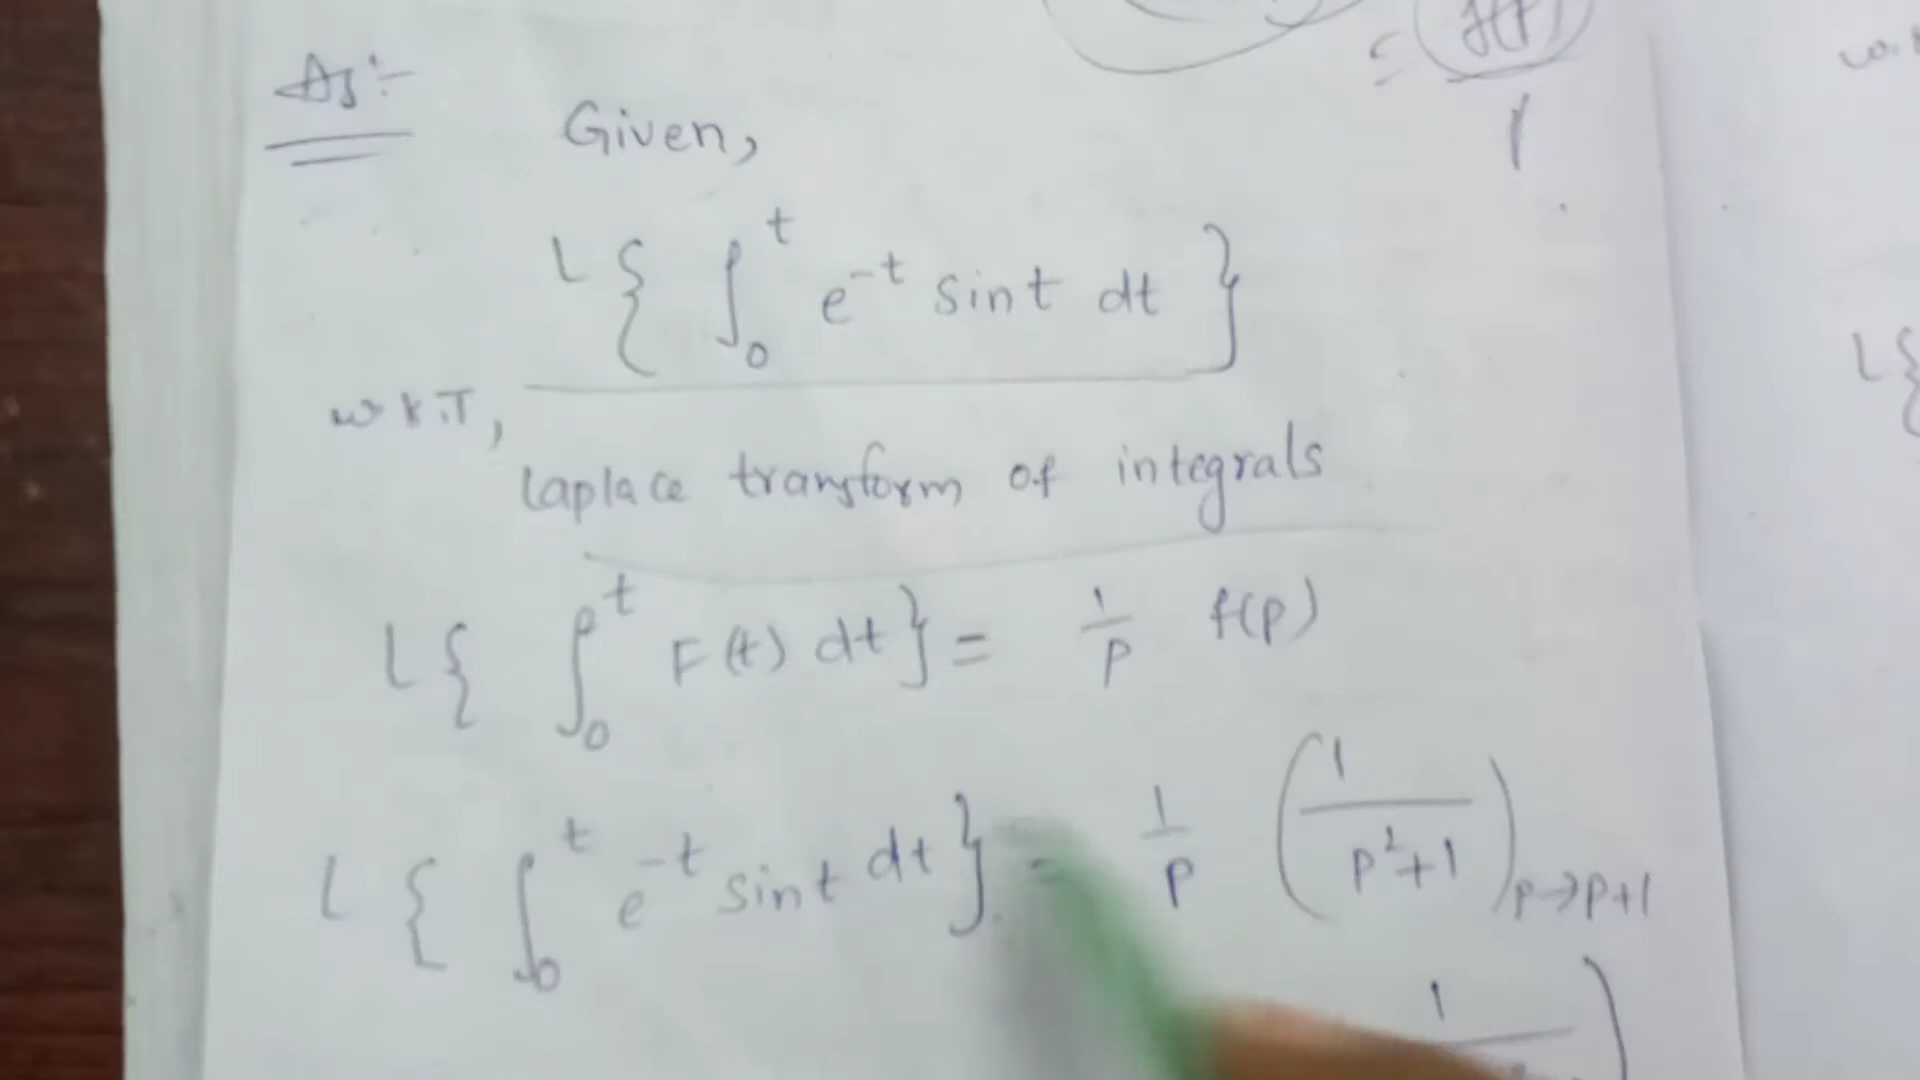 = f(p)
p
As:-
Given,
L { ∫₀ᵗ e^{-t} sint dt }
W.K.T,
Laplace transform of integrals
L { ∫₀ᵗ F(t) dt } = 1/p f(p)
L { ∫₀ᵗ e^{-t} sint dt } = 1/p ( 1/(p²+1) )_{p→p+1}
1 )
L{